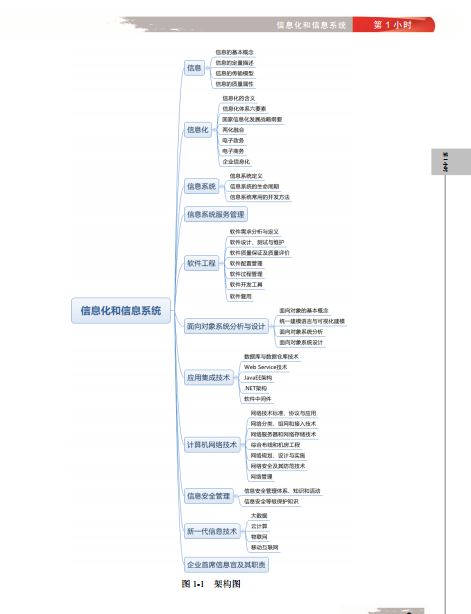 信息化和信息系统
第 1 小时
第1小时
信息化和信息系统
信息
信息的基本概念
信息的定量描述
信息的传输模型
信息的质量属性
信息化
信息化的含义
信息化体系六要素
国家信息化发展战略纲要
两化融合
电子政务
电子商务
企业信息化
信息系统
信息系统定义
信息系统的生命周期
信息系统常用的开发方法
信息系统服务管理
软件工程
软件需求分析与定义
软件设计、测试与维护
软件质量保证及质量评价
软件配置管理
软件过程管理
软件开发工具
软件复用
面向对象系统分析与设计
面向对象的基本概念
统一建模语言与可视化建模
面向对象系统分析
面向对象系统设计
应用集成技术
数据库与数据仓库技术
Web Service技术
JavaEE架构
.NET架构
软件中间件
计算机网络技术
网络技术标准、协议与应用
网络分类、组网和接入技术
网络服务器和网络存储技术
综合布线和机房工程
网络规划、设计与实施
网络安全及其防范技术
网络管理
信息安全管理
信息安全管理体系、知识和活动
信息安全等级保护知识
新一代信息技术
大数据
云计算
物联网
移动互联网
企业首席信息官及其职责
图 1-1 架构图